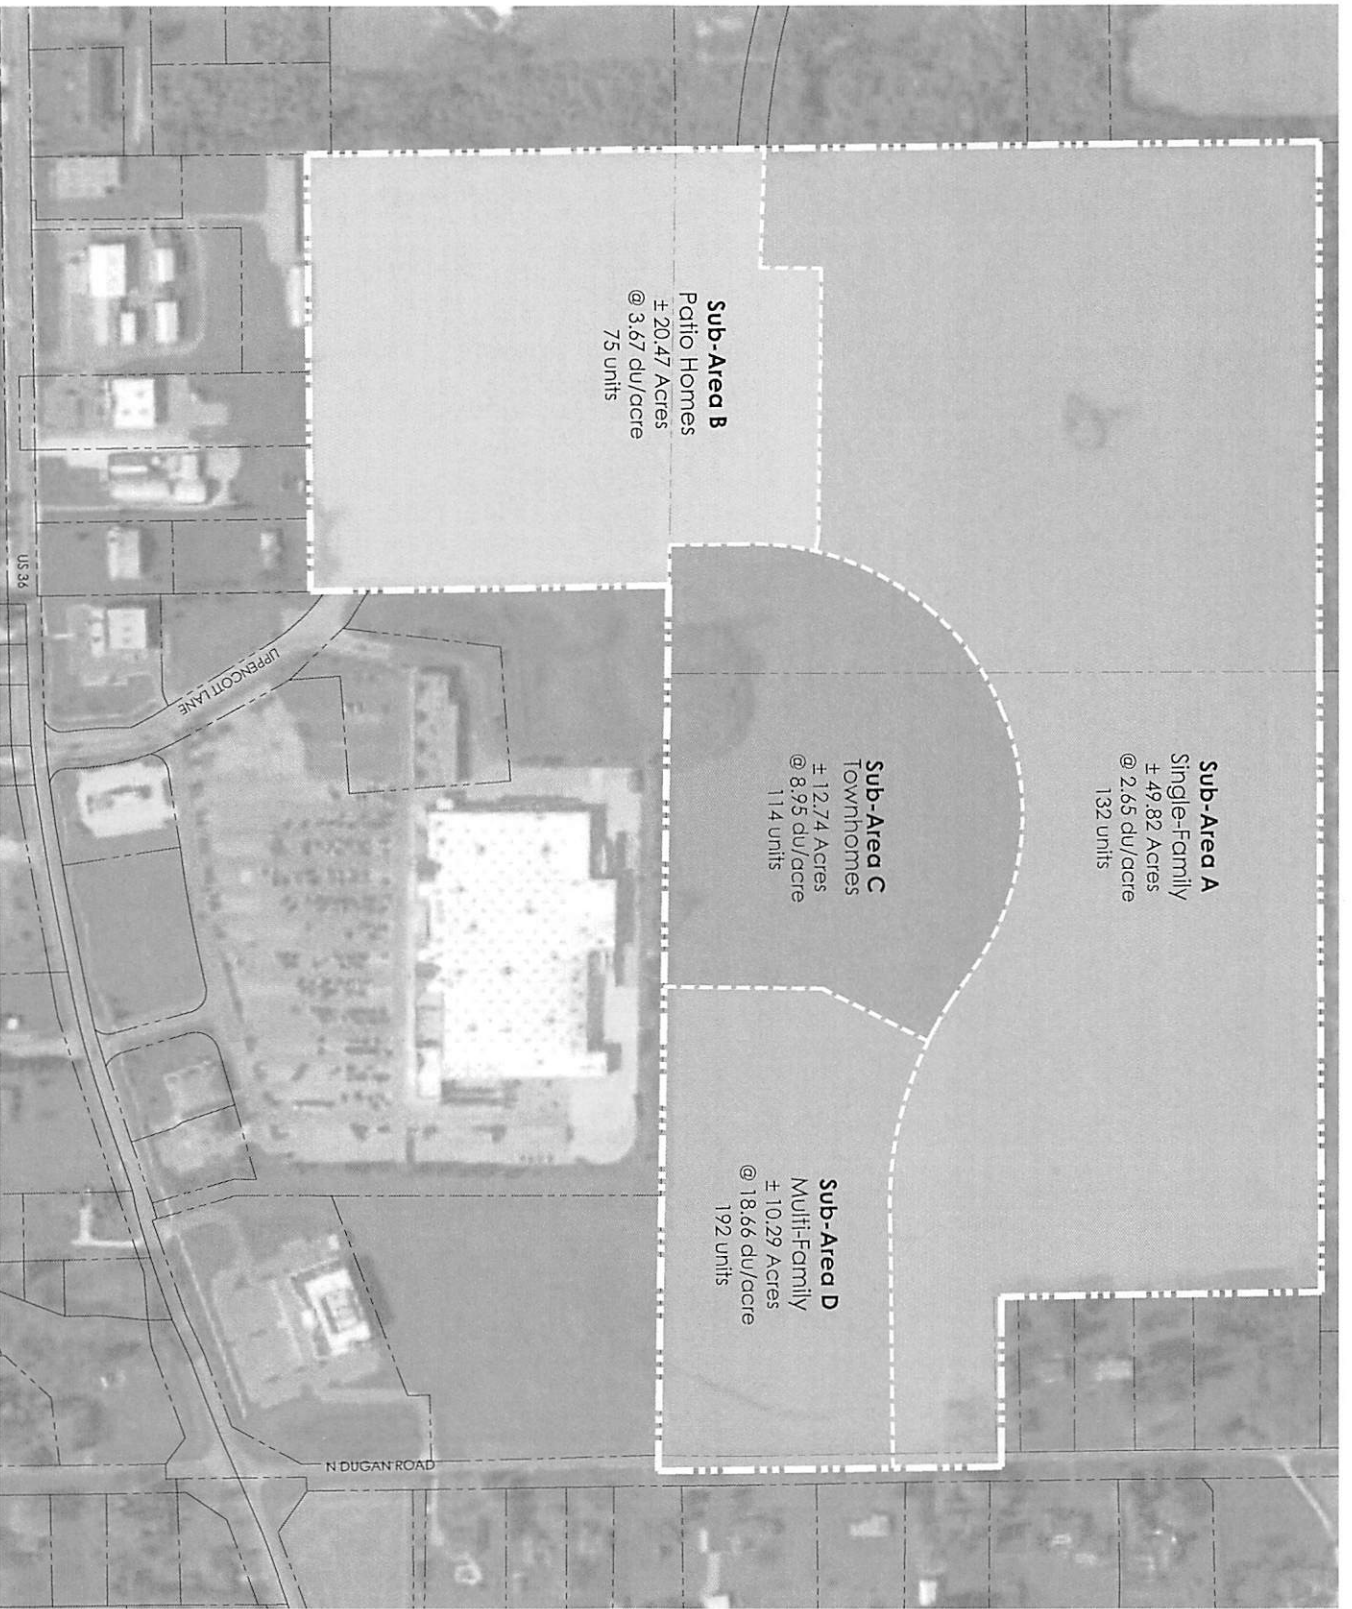 Sub-Area A
Single-Family
± 49.82 Acres
@ 2.65 du/acre
132 units
Sub-Area B
Patio Homes
± 20.47 Acres
@ 3.67 du/acre
75 units
Sub-Area C
Townhomes
± 12.74 Acres
@ 8.95 du/acre
114 units
Sub-Area D
Multi-Family
± 10.29 Acres
@ 18.66 du/acre
192 units
US 36
UPPENCOTT LANE
N DUGAN ROAD